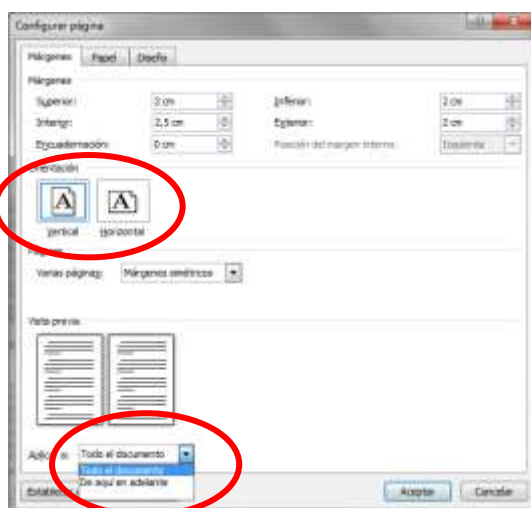 Configurar página
Márgenes Papel Diseño
Márgenes
Superior: 2 cm Inferior: 2 cm
Interior: 2,5 cm Exterior: 2 cm
Encuadernación: 0 cm Posición del margen interno: Izquierda
Orientación
Vertical Horizontal
Varias páginas: Márgenes simétricos
Vista previa
Todo el documento
Todo el documento
De aquí en adelante
Aceptar Cancelar